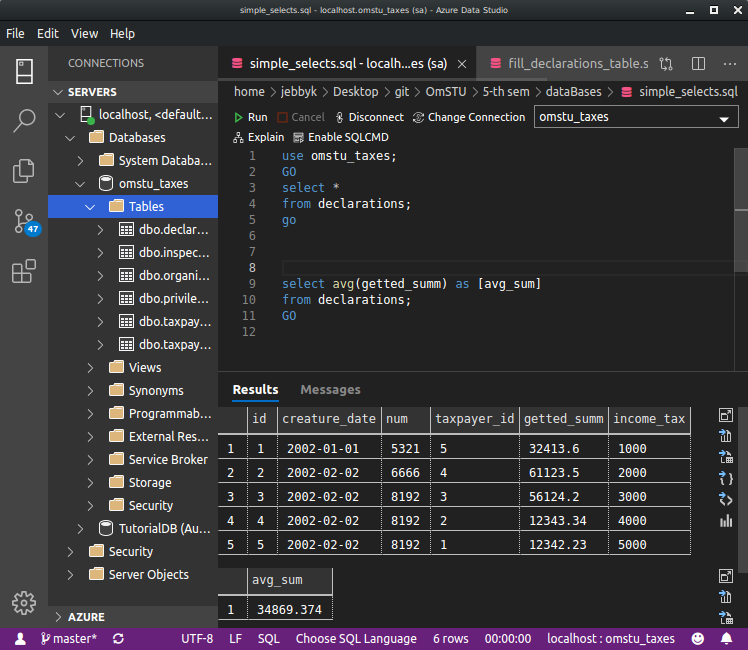 simple_selects.sql - localhost.omstu_taxes (sa) - Azure Data Studio
File Edit View Help
CONNECTIONS
SERVERS
localhost, <default...
Databases
System Databa...
omstu_taxes
Tables
dbo.declar...
dbo.inspec...
dbo.organi...
dbo.privile...
dbo.taxpay...
dbo.taxpay...
Views
Synonyms
Programmab...
External Res...
Service Broker
Storage
Security
TutorialDB (Au...
Security
Server Objects
AZURE
47
simple_selects.sql - localh...es (sa) fill_declarations_table.s
home > jebbyk > Desktop > git > OmSTU > 5-th sem > dataBases > simple_selects.sql
Run Cancel Disconnect Change Connection omstu_taxes
Explain Enable SQLCMD
1 use omstu_taxes;
2 GO
3 select *
4 from declarations;
5 go
6
7
8
9 select avg(getted_summ) as [avg_sum]
10 from declarations;
11 GO
12
Results Messages
id creature_date num taxpayer_id getted_summ income_tax
1 1 2002-01-01 5321 5 32413.6 1000
2 2 2002-02-02 6666 4 61123.5 2000
3 3 2002-02-02 8192 3 56124.2 3000
4 4 2002-02-02 8192 2 12343.34 4000
5 5 2002-02-02 8192 1 12342.23 5000
avg_sum
1 34869.374
master* UTF-8 LF SQL Choose SQL Language 6 rows 00:00:00 localhost : omstu_taxes